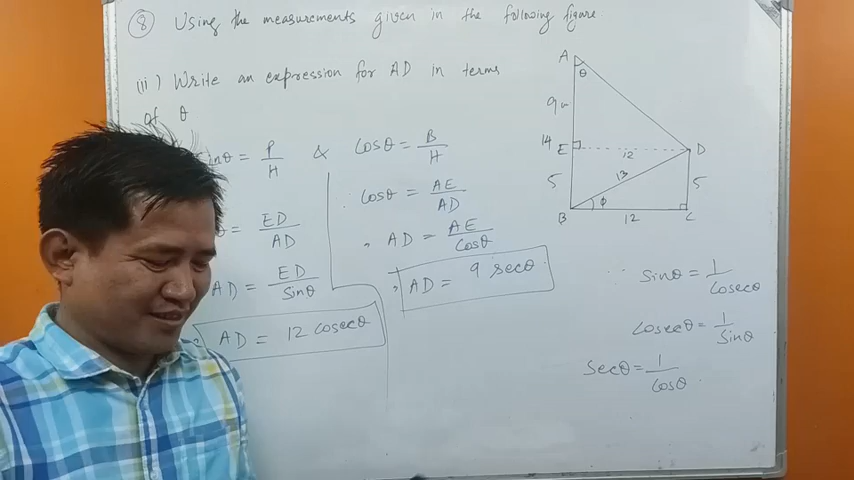 8 Using the measurements given in the following figure
(ii) Write an expression for AD in terms
of θ
inθ = P/H & Cosθ = B/H
= ED/AD
AD = ED/Sinθ
AD = 12 cosecθ
Cosθ = AE/AD
, AD = AE/Cosθ
, AD = 9 secθ
A
θ
9
14 E 12 D
5 13 5
B φ 12 C
∵ Sinθ = 1/Cosecθ
Cosecθ = 1/Sinθ
Secθ = 1/Cosθ